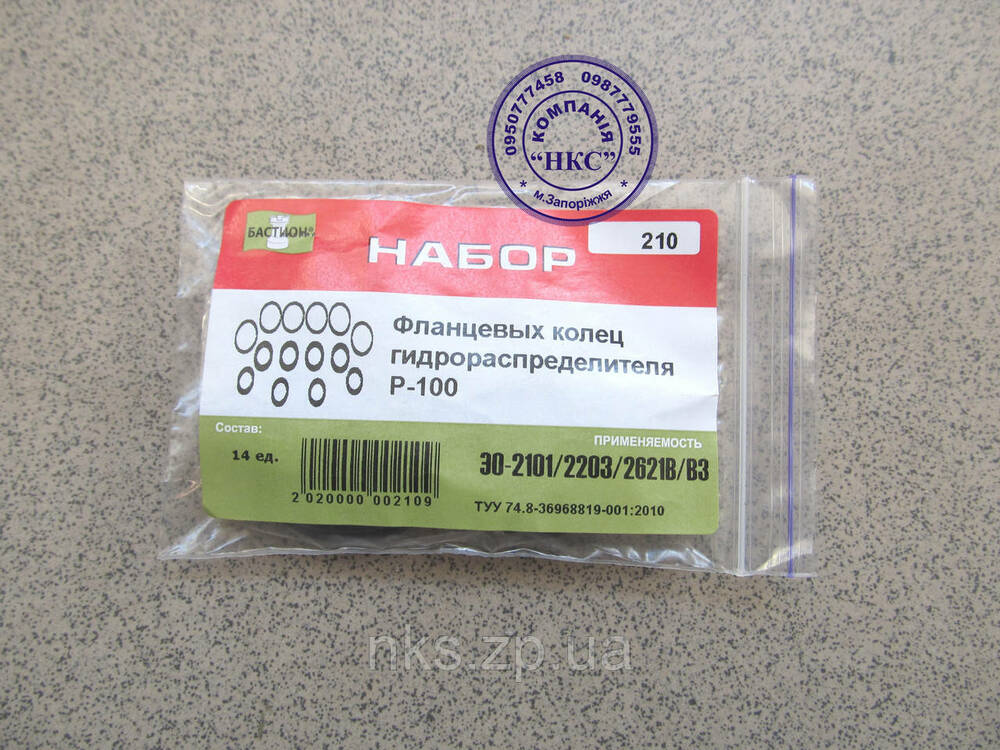 0950777458 0987779555
КОМПАНІЯ
“НКС”
* м.Запоріжжя *
БАСТИОН®
НАБОР
210
Фланцевых колец
гидрораспределителя
Р-100
Состав:
14 ед.
ПРИМЕНЯЕМОСТЬ
ЭО-2101/2203/2621В/В3
2 020000 002109
ТУУ 74.8-36968819-001:2010
nks.zp.ua